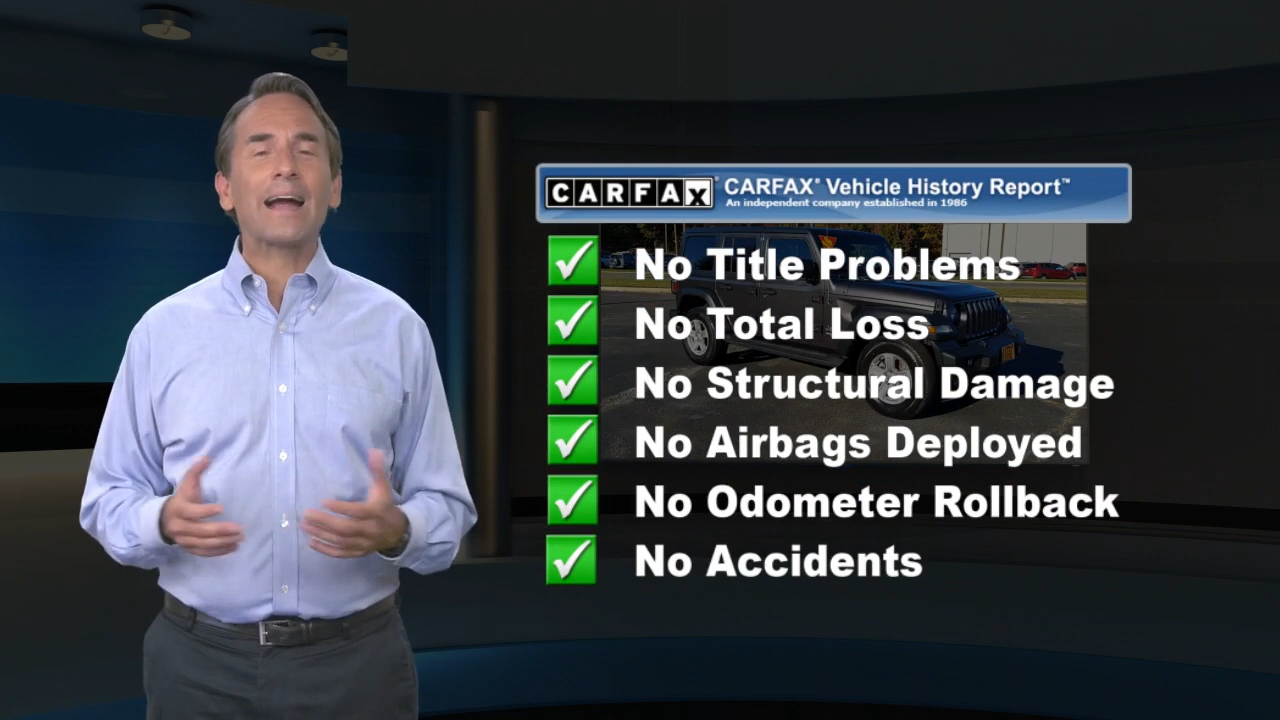 CARFAX® CARFAX® Vehicle History Report™
An independent company established in 1986
No Title Problems
No Total Loss
No Structural Damage
No Airbags Deployed
No Odometer Rollback
No Accidents